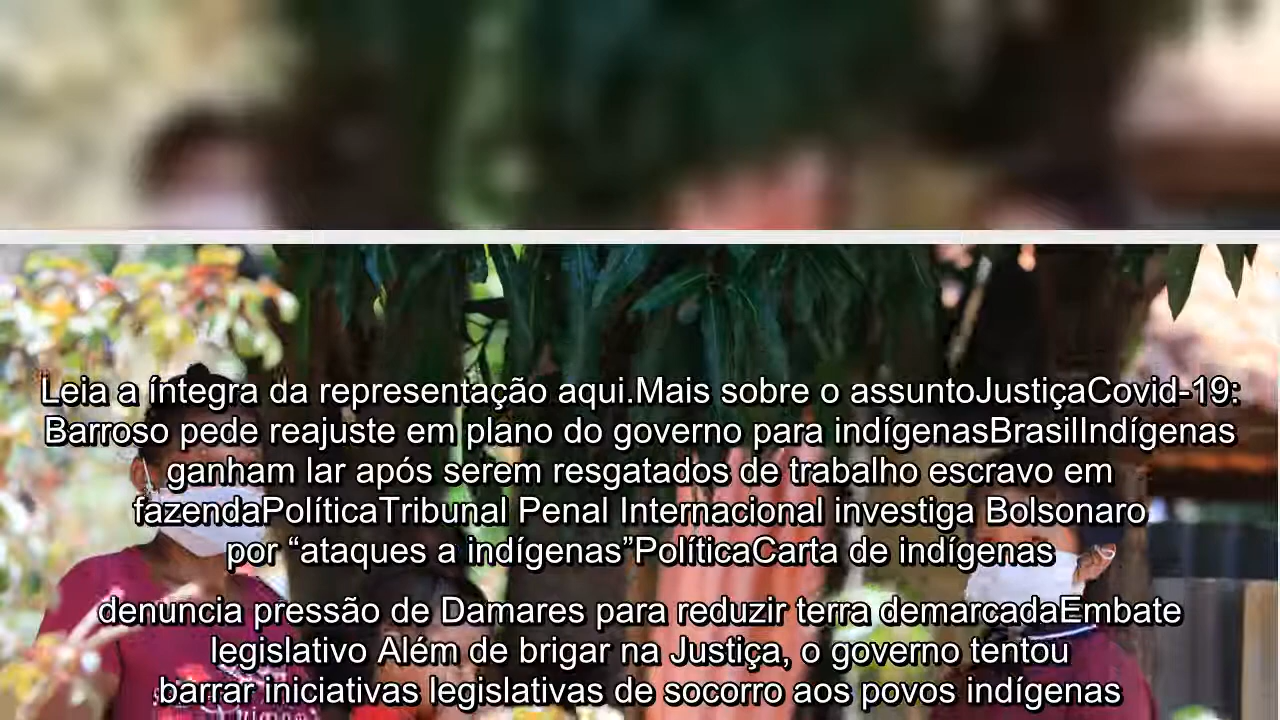 Leia a íntegra da representação aqui.Mais sobre o assuntoJustiçaCovid-19:
Barroso pede reajuste em plano do governo para indígenasBrasilIndígenas
ganham lar após serem resgatados de trabalho escravo em
fazendaPolíticaTribunal Penal Internacional investiga Bolsonaro
por “ataques a indígenas”PolíticaCarta de indígenas
denuncia pressão de Damares para reduzir terra demarcadaEmbate
legislativo Além de brigar na Justiça, o governo tentou
barrar iniciativas legislativas de socorro aos povos indígenas